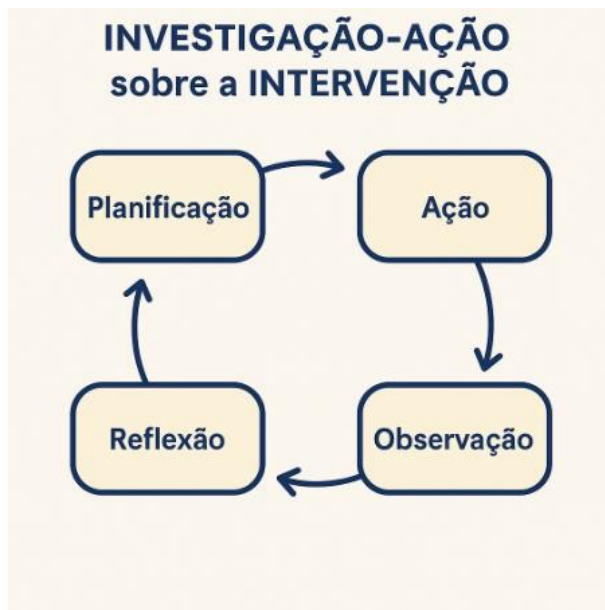 INVESTIGAÇÃO-AÇÃO
sobre a INTERVENÇÃO
Planificação
Ação
Reflexão
Observação